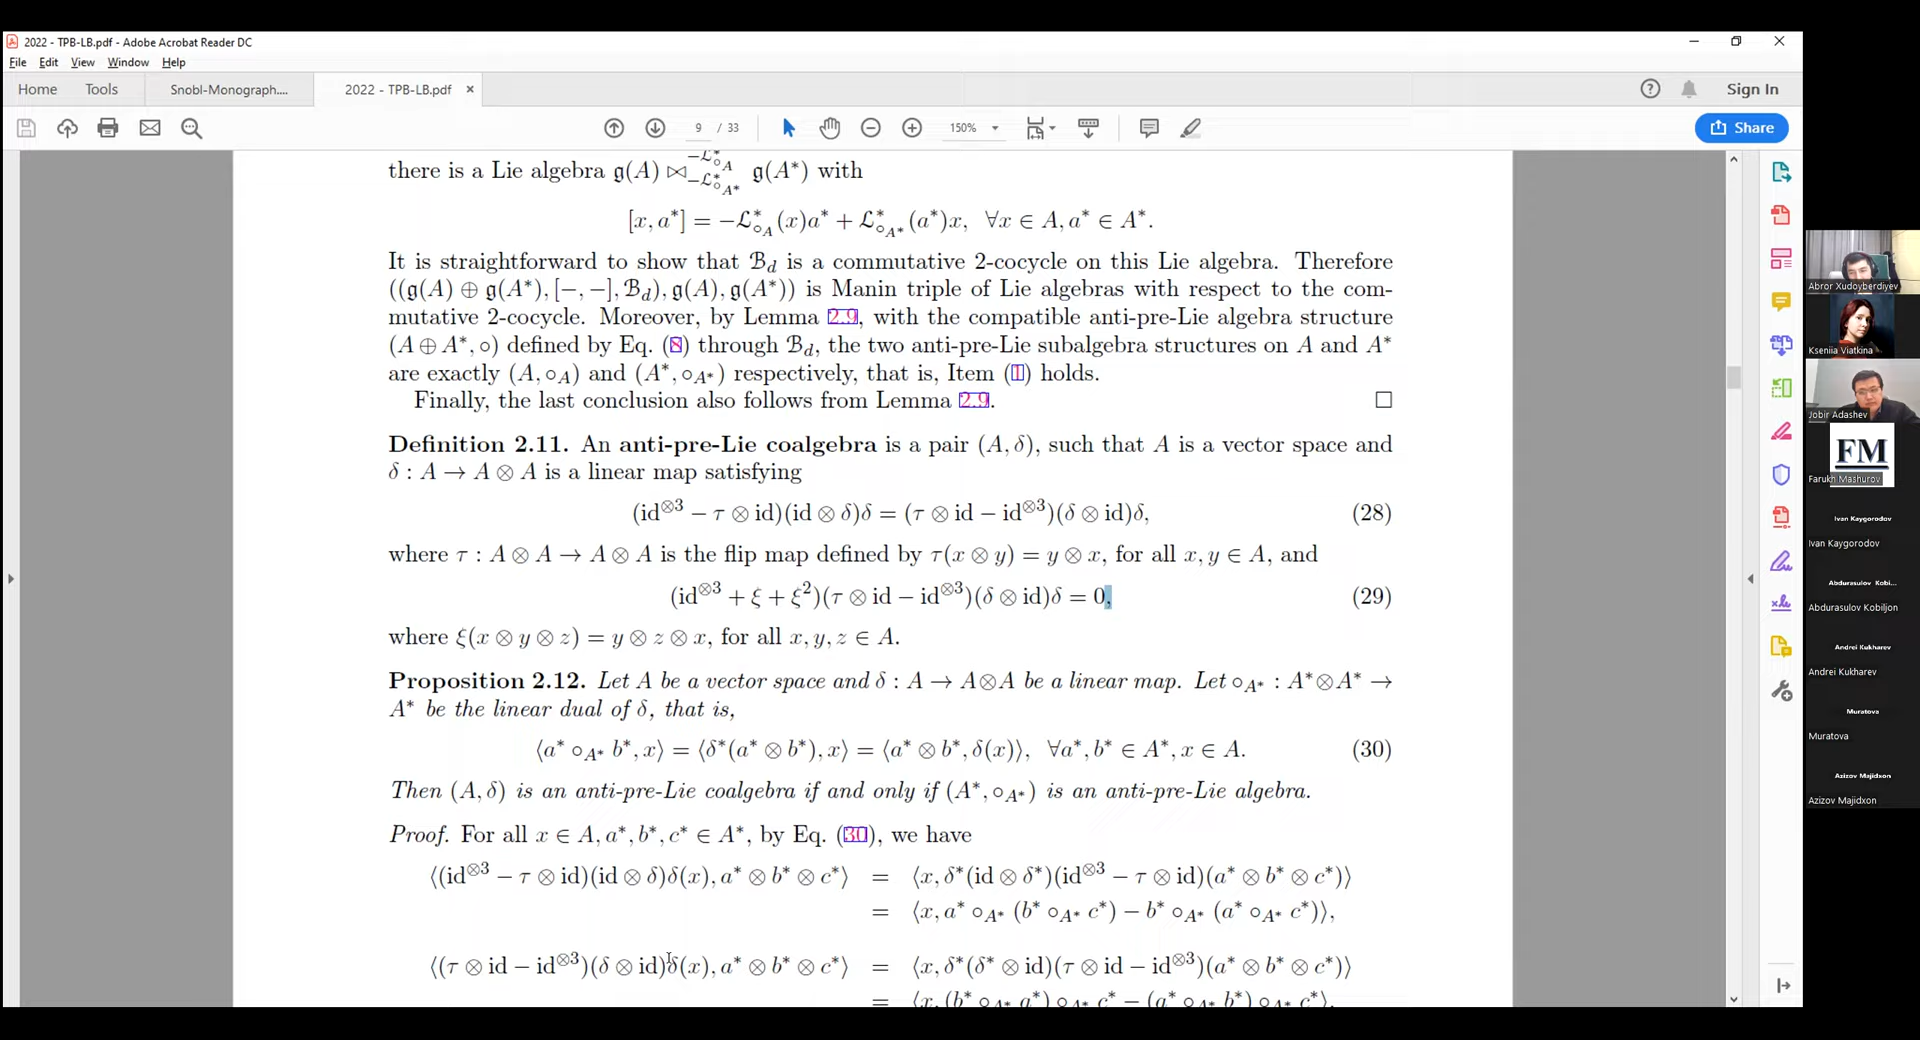 2022 - TPB-LB.pdf - Adobe Acrobat Reader DC
File Edit View Window Help
Home Tools Snobl-Monograph.... 2022 - TPB-LB.pdf × Sign In
9 / 33 150% Share
there is a Lie algebra 𝔤(A) ⋈^{−ℒ*_{∘_A}}_{−ℒ*_{∘_{A*}}} 𝔤(A*) with
[x, a*] = −ℒ*_{∘_A}(x)a* + ℒ*_{∘_{A*}}(a*)x, ∀x ∈ A, a* ∈ A*.
It is straightforward to show that ℬ_d is a commutative 2-cocycle on this Lie algebra. Therefore
((𝔤(A) ⊕ 𝔤(A*), [−, −], ℬ_d), 𝔤(A), 𝔤(A*)) is Manin triple of Lie algebras with respect to the com-
mutative 2-cocycle. Moreover, by Lemma 2.9, with the compatible anti-pre-Lie algebra structure
(A ⊕ A*, ∘) defined by Eq. (8) through ℬ_d, the two anti-pre-Lie subalgebra structures on A and A*
are exactly (A, ∘_A) and (A*, ∘_{A*}) respectively, that is, Item (1) holds.
Finally, the last conclusion also follows from Lemma 2.9. □
Definition 2.11. An anti-pre-Lie coalgebra is a pair (A, δ), such that A is a vector space and
δ : A → A ⊗ A is a linear map satisfying
(id^{⊗3} − τ ⊗ id)(id ⊗ δ)δ = (τ ⊗ id − id^{⊗3})(δ ⊗ id)δ, (28)
where τ : A ⊗ A → A ⊗ A is the flip map defined by τ(x ⊗ y) = y ⊗ x, for all x, y ∈ A, and
(id^{⊗3} + ξ + ξ²)(τ ⊗ id − id^{⊗3})(δ ⊗ id)δ = 0, (29)
where ξ(x ⊗ y ⊗ z) = y ⊗ z ⊗ x, for all x, y, z ∈ A.
Proposition 2.12. Let A be a vector space and δ : A → A⊗A be a linear map. Let ∘_{A*} : A*⊗A* →
A* be the linear dual of δ, that is,
⟨a* ∘_{A*} b*, x⟩ = ⟨δ*(a* ⊗ b*), x⟩ = ⟨a* ⊗ b*, δ(x)⟩, ∀a*, b* ∈ A*, x ∈ A. (30)
Then (A, δ) is an anti-pre-Lie coalgebra if and only if (A*, ∘_{A*}) is an anti-pre-Lie algebra.
Proof. For all x ∈ A, a*, b*, c* ∈ A*, by Eq. (30), we have
⟨(id^{⊗3} − τ ⊗ id)(id ⊗ δ)δ(x), a* ⊗ b* ⊗ c*⟩ = ⟨x, δ*(id ⊗ δ*)(id^{⊗3} − τ ⊗ id)(a* ⊗ b* ⊗ c*)⟩
= ⟨x, a* ∘_{A*} (b* ∘_{A*} c*) − b* ∘_{A*} (a* ∘_{A*} c*)⟩,
⟨(τ ⊗ id − id^{⊗3})(δ ⊗ id)δ(x), a* ⊗ b* ⊗ c*⟩ = ⟨x, δ*(δ* ⊗ id)(τ ⊗ id − id^{⊗3})(a* ⊗ b* ⊗ c*)⟩
= ⟨x, (b* ∘_{A*} a*) ∘_{A*} c* − (a* ∘_{A*} b*) ∘_{A*} c*⟩,
Abror Xudoyberdiyev
Kseniia Viatkina
Jobir Adashev
FM
Farukh Mashurov
Ivan Kaygorodov
Ivan Kaygorodov
Abdurasulov Kobi...
Abdurasulov Kobiljon
Andrei Kukharev
Andrei Kukharev
Muratova
Muratova
Azizov Majidxon
Azizov Majidxon